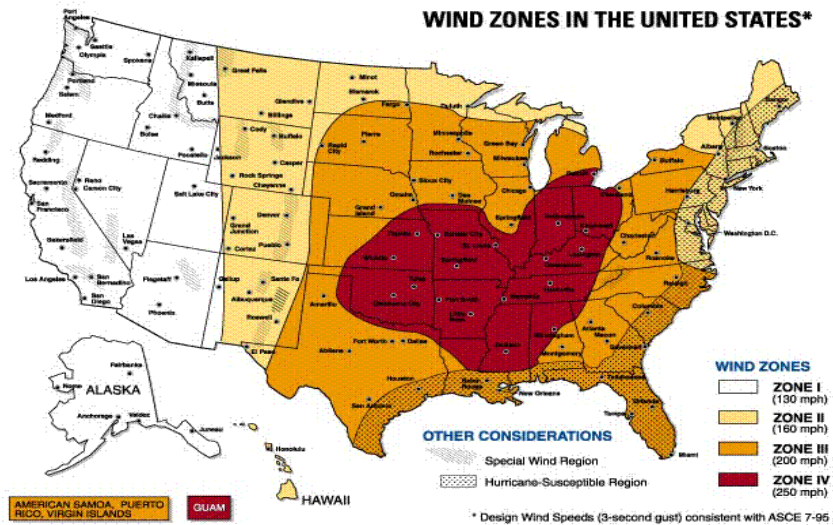 WIND ZONES IN THE UNITED STATES*
Port
Angeles
Seattle
Olympia
Spokane
Portland
Salem
Medford
Kalispell
Missoula
Butte
Challis
Boise
Pocatello
Jackson
Great Falls
Glendive
Billings
Cody
Buffalo
Casper
Rock Springs
Cheyenne
Minot
Bismarck
Fargo
Duluth
Rapid
City
Pierre
Minneapolis
Rochester
Green Bay
Milwaukee
Sioux City
Omaha
Des
Moines
Chicago
Grand
Island
Springfield
Detroit
Cleveland
Buffalo
Albany
Montpelier
Bangor
Boston
New York
Harrisburg
Washington D.C.
Redding
Sacramento
San
Francisco
Reno
Carson City
Salt Lake City
Las
Vegas
Bakersfield
Los Angeles
San
Bernardino
San
Diego
Flagstaff
Phoenix
Grand
Junction
Denver
Cortez
Pueblo
Gallup
Santa Fe
Albuquerque
Roswell
El Paso
Topeka
Kansas City
St. Louis
Wichita
Springfield
Tulsa
Oklahoma City
Amarillo
Fort Smith
Little
Rock
Memphis
Nashville
Lexington
Charleston
Roanoke
Raleigh
Columbia
Atlanta
Macon
Savannah
Birmingham
Montgomery
Jackson
Tallahassee
Orlando
Tampa
Miami
Abilene
Fort Worth
Dallas
Houston
San Antonio
Baton
Rouge
New Orleans
Fairbanks
Nome
ALASKA
Anchorage
Valdez
Juneau
Honolulu
HAWAII
OTHER CONSIDERATIONS
Special Wind Region
Hurricane-Susceptible Region
WIND ZONES
ZONE I
(130 mph)
ZONE II
(160 mph)
ZONE III
(200 mph)
ZONE IV
(250 mph)
AMERICAN SAMOA, PUERTO
RICO, VIRGIN ISLANDS
GUAM
* Design Wind Speeds (3-second gust) consistent with ASCE 7-95